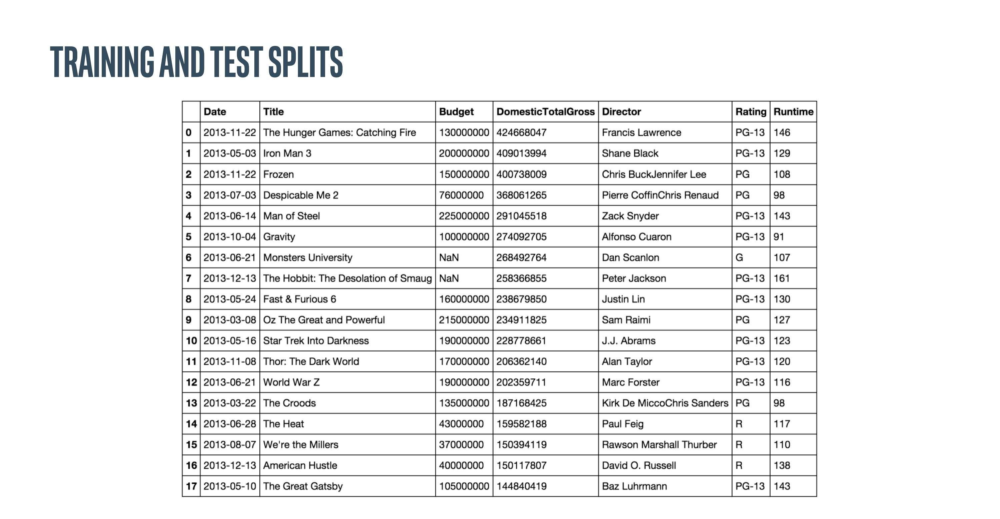 TRAINING AND TEST SPLITS
Date Title Budget DomesticTotalGross Director Rating Runtime
0 2013-11-22 The Hunger Games: Catching Fire 130000000 424668047 Francis Lawrence PG-13 146
1 2013-05-03 Iron Man 3 200000000 409013994 Shane Black PG-13 129
2 2013-11-22 Frozen 150000000 400738009 Chris BuckJennifer Lee PG 108
3 2013-07-03 Despicable Me 2 76000000 368061265 Pierre CoffinChris Renaud PG 98
4 2013-06-14 Man of Steel 225000000 291045518 Zack Snyder PG-13 143
5 2013-10-04 Gravity 100000000 274092705 Alfonso Cuaron PG-13 91
6 2013-06-21 Monsters University NaN 268492764 Dan Scanlon G 107
7 2013-12-13 The Hobbit: The Desolation of Smaug NaN 258366855 Peter Jackson PG-13 161
8 2013-05-24 Fast & Furious 6 160000000 238679850 Justin Lin PG-13 130
9 2013-03-08 Oz The Great and Powerful 215000000 234911825 Sam Raimi PG 127
10 2013-05-16 Star Trek Into Darkness 190000000 228778661 J.J. Abrams PG-13 123
11 2013-11-08 Thor: The Dark World 170000000 206362140 Alan Taylor PG-13 120
12 2013-06-21 World War Z 190000000 202359711 Marc Forster PG-13 116
13 2013-03-22 The Croods 135000000 187168425 Kirk De MiccoChris Sanders PG 98
14 2013-06-28 The Heat 43000000 159582188 Paul Feig R 117
15 2013-08-07 We're the Millers 37000000 150394119 Rawson Marshall Thurber R 110
16 2013-12-13 American Hustle 40000000 150117807 David O. Russell R 138
17 2013-05-10 The Great Gatsby 105000000 144840419 Baz Luhrmann PG-13 143